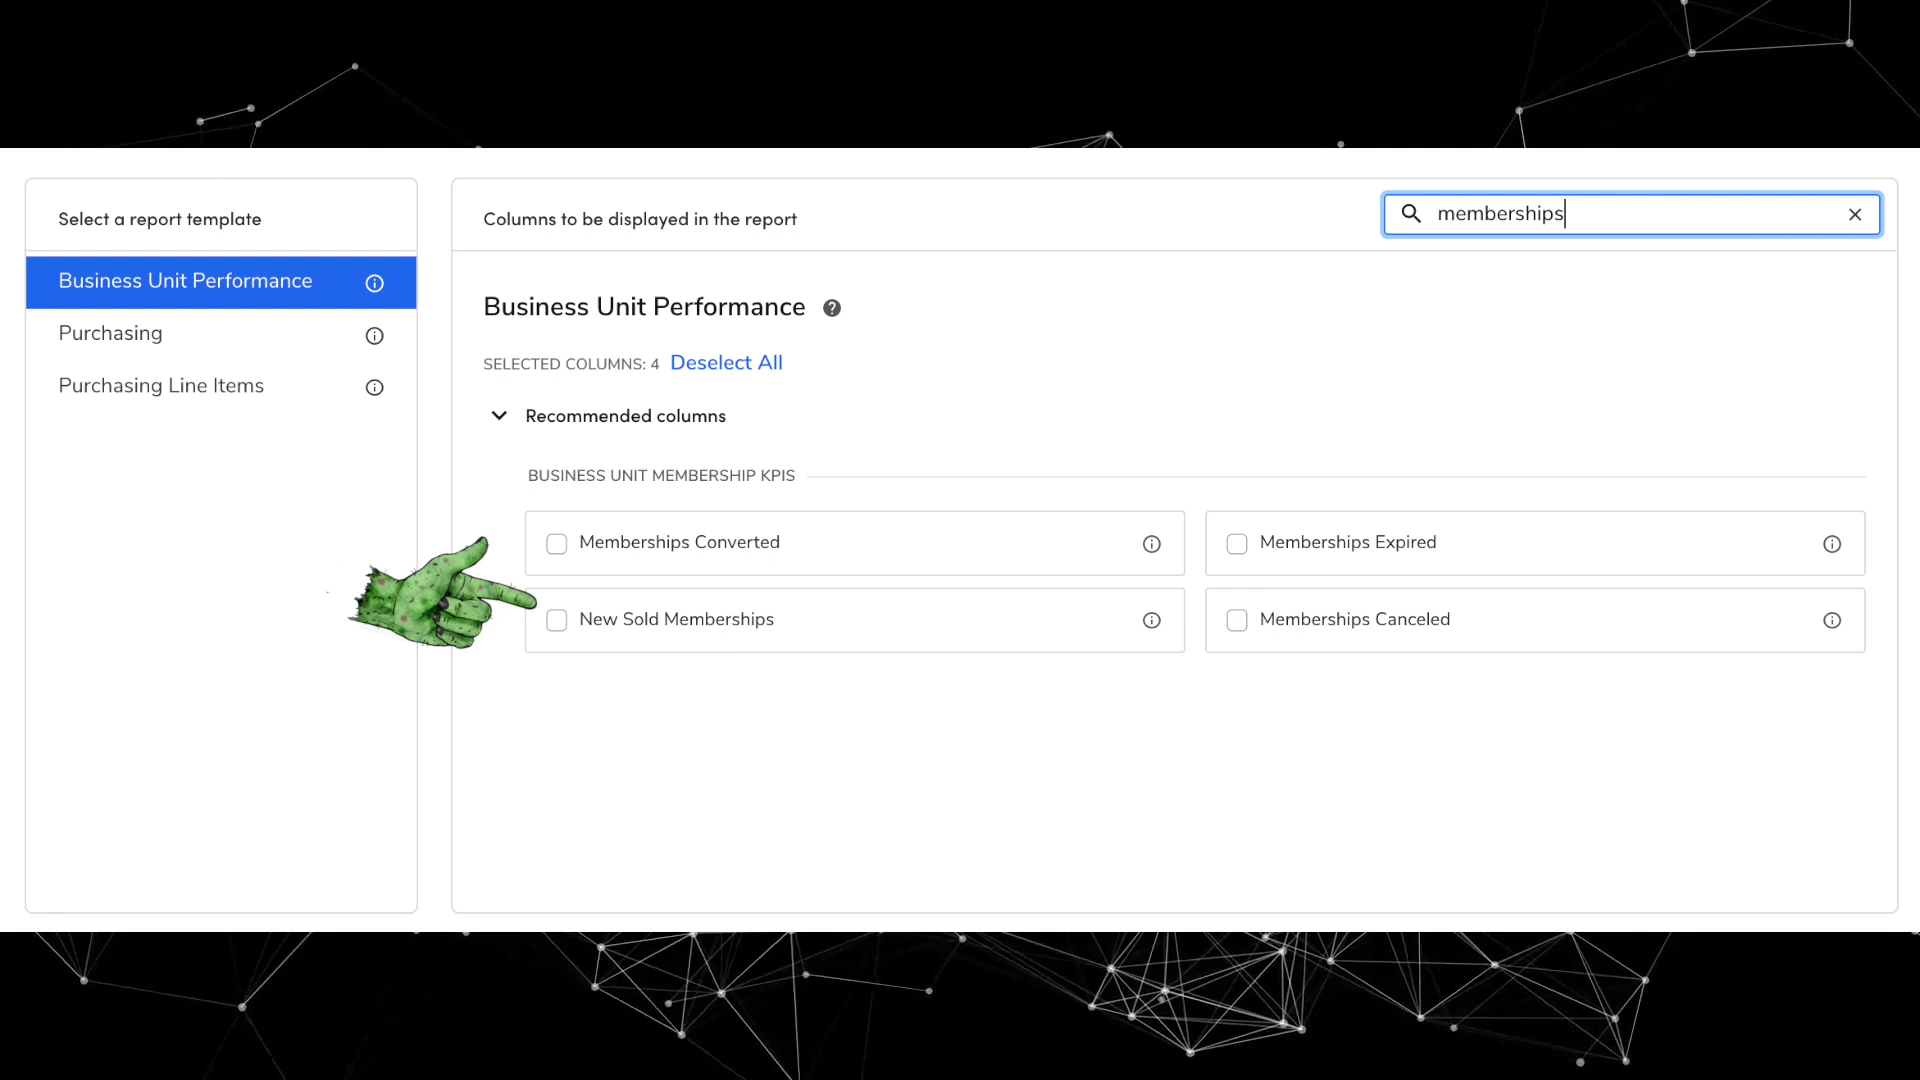 Select a report template
Business Unit Performance
Purchasing
Purchasing Line Items
Columns to be displayed in the report
memberships
Business Unit Performance
SELECTED COLUMNS: 4 Deselect All
Recommended columns
BUSINESS UNIT MEMBERSHIP KPIS
Memberships Converted
Memberships Expired
New Sold Memberships
Memberships Canceled